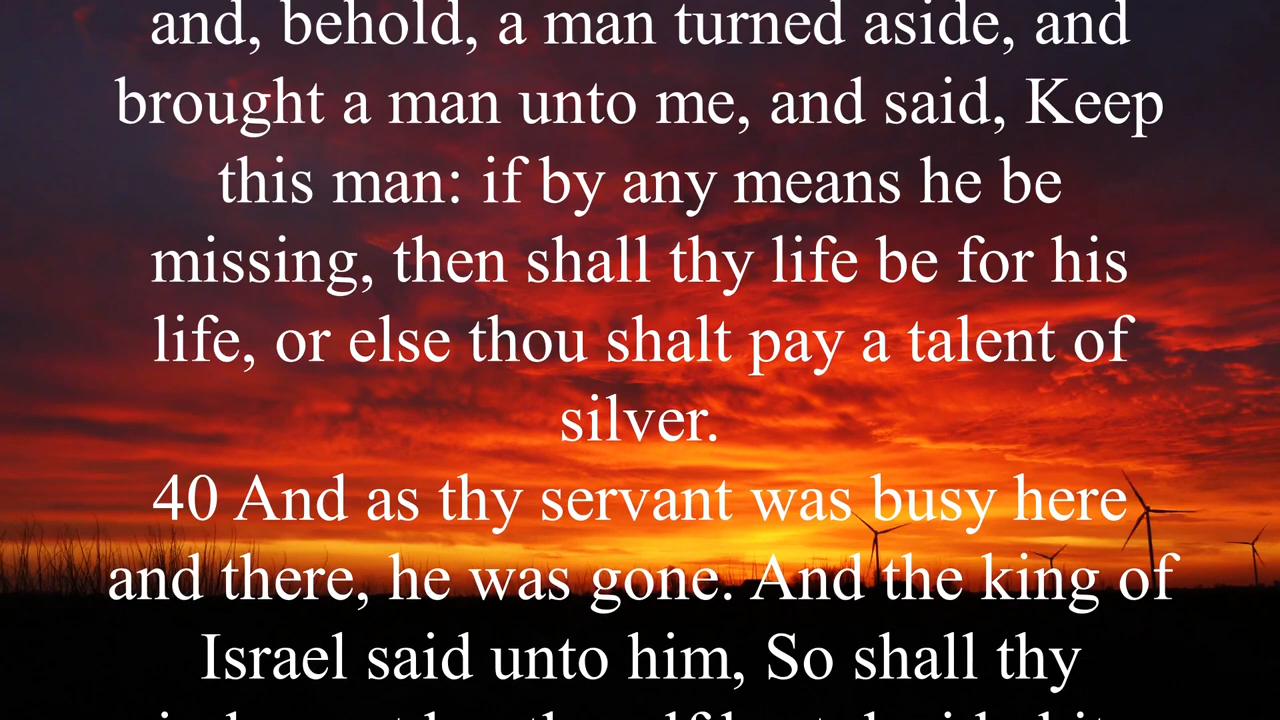 and, behold, a man turned aside, and
brought a man unto me, and said, Keep
this man: if by any means he be
missing, then shall thy life be for his
life, or else thou shalt pay a talent of
silver.
40 And as thy servant was busy here
and there, he was gone. And the king of
Israel said unto him, So shall thy